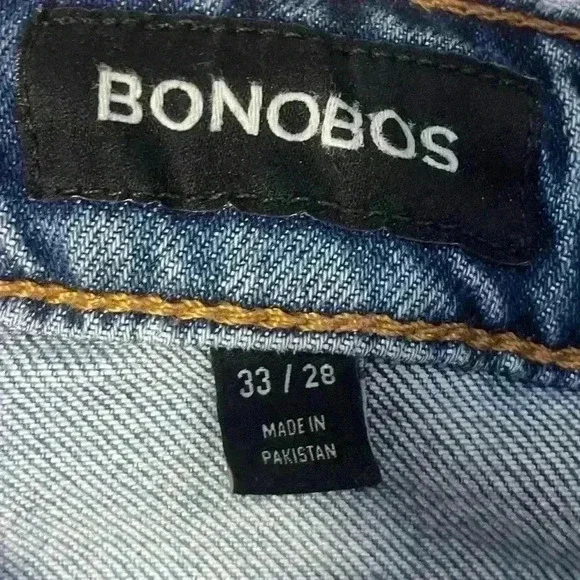 BONOBOS
33 / 28
MADE IN
PAKISTAN